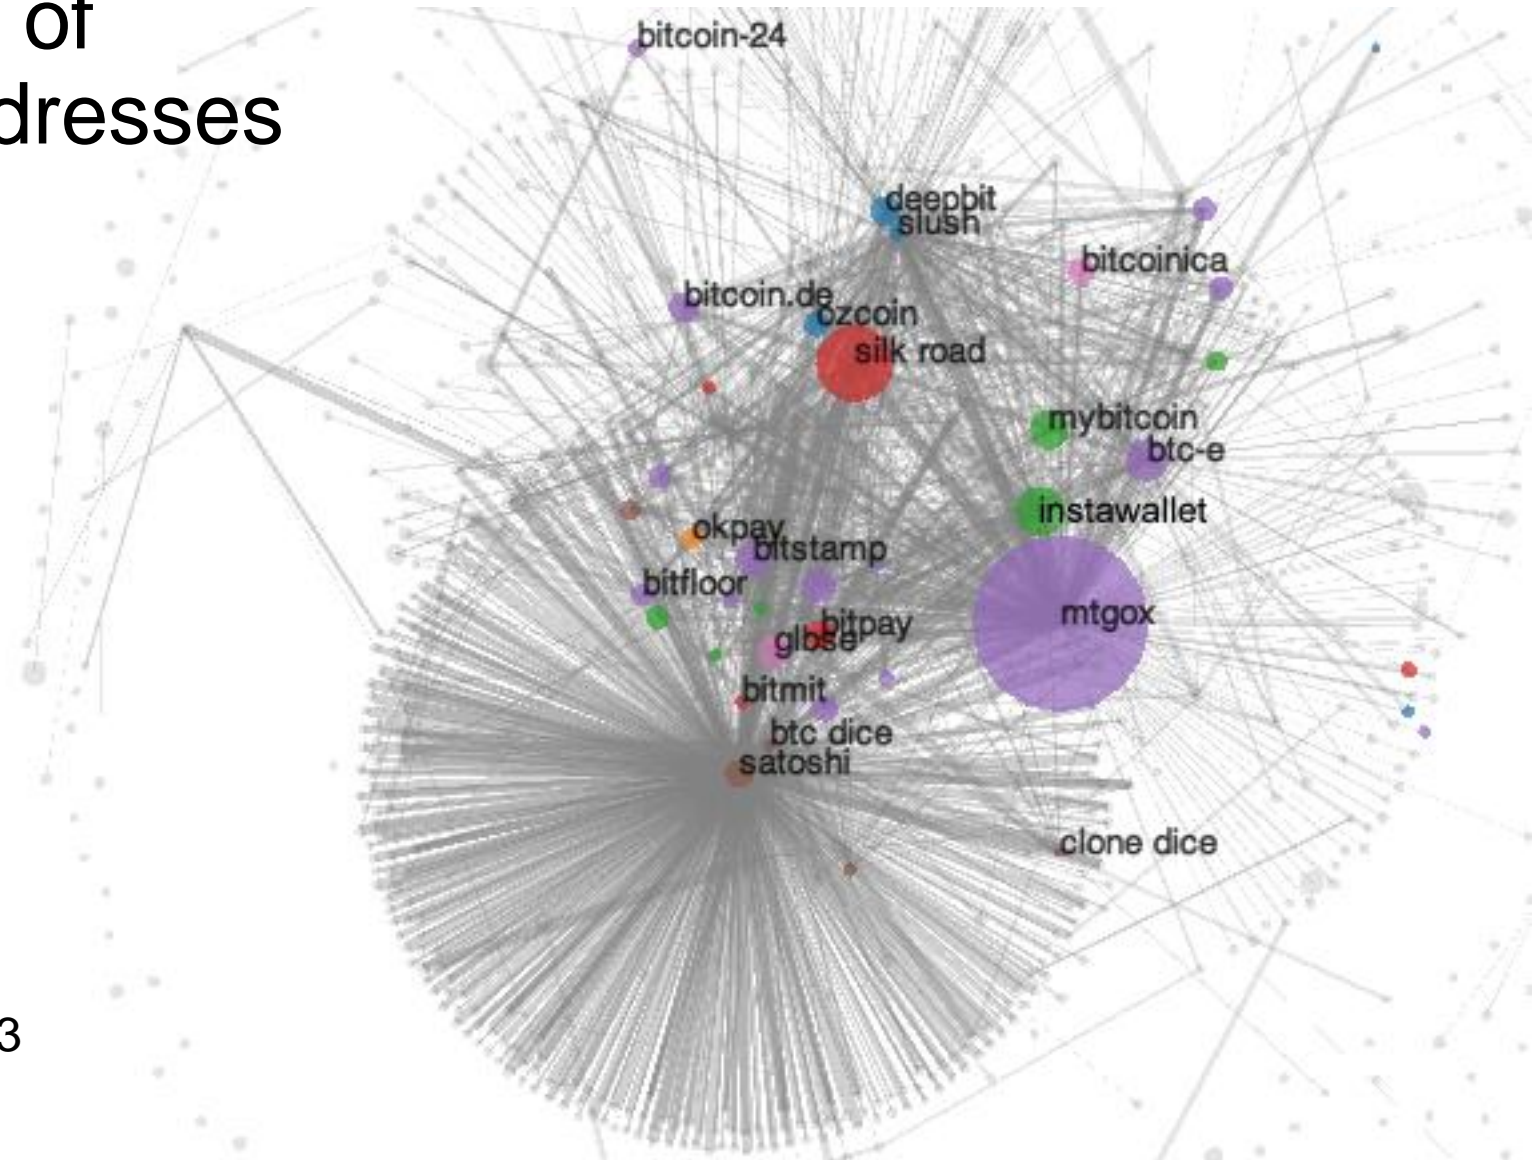 of
dresses
bitcoin-24
deepbit
slush
bitcoinica
bitcoin.de
ozcoin
silk road
mybitcoin
btc-e
instawallet
okpay
bitstamp
bitfloor
mtgox
bitpay
glbse
bitmit
btc dice
satoshi
clone dice
3